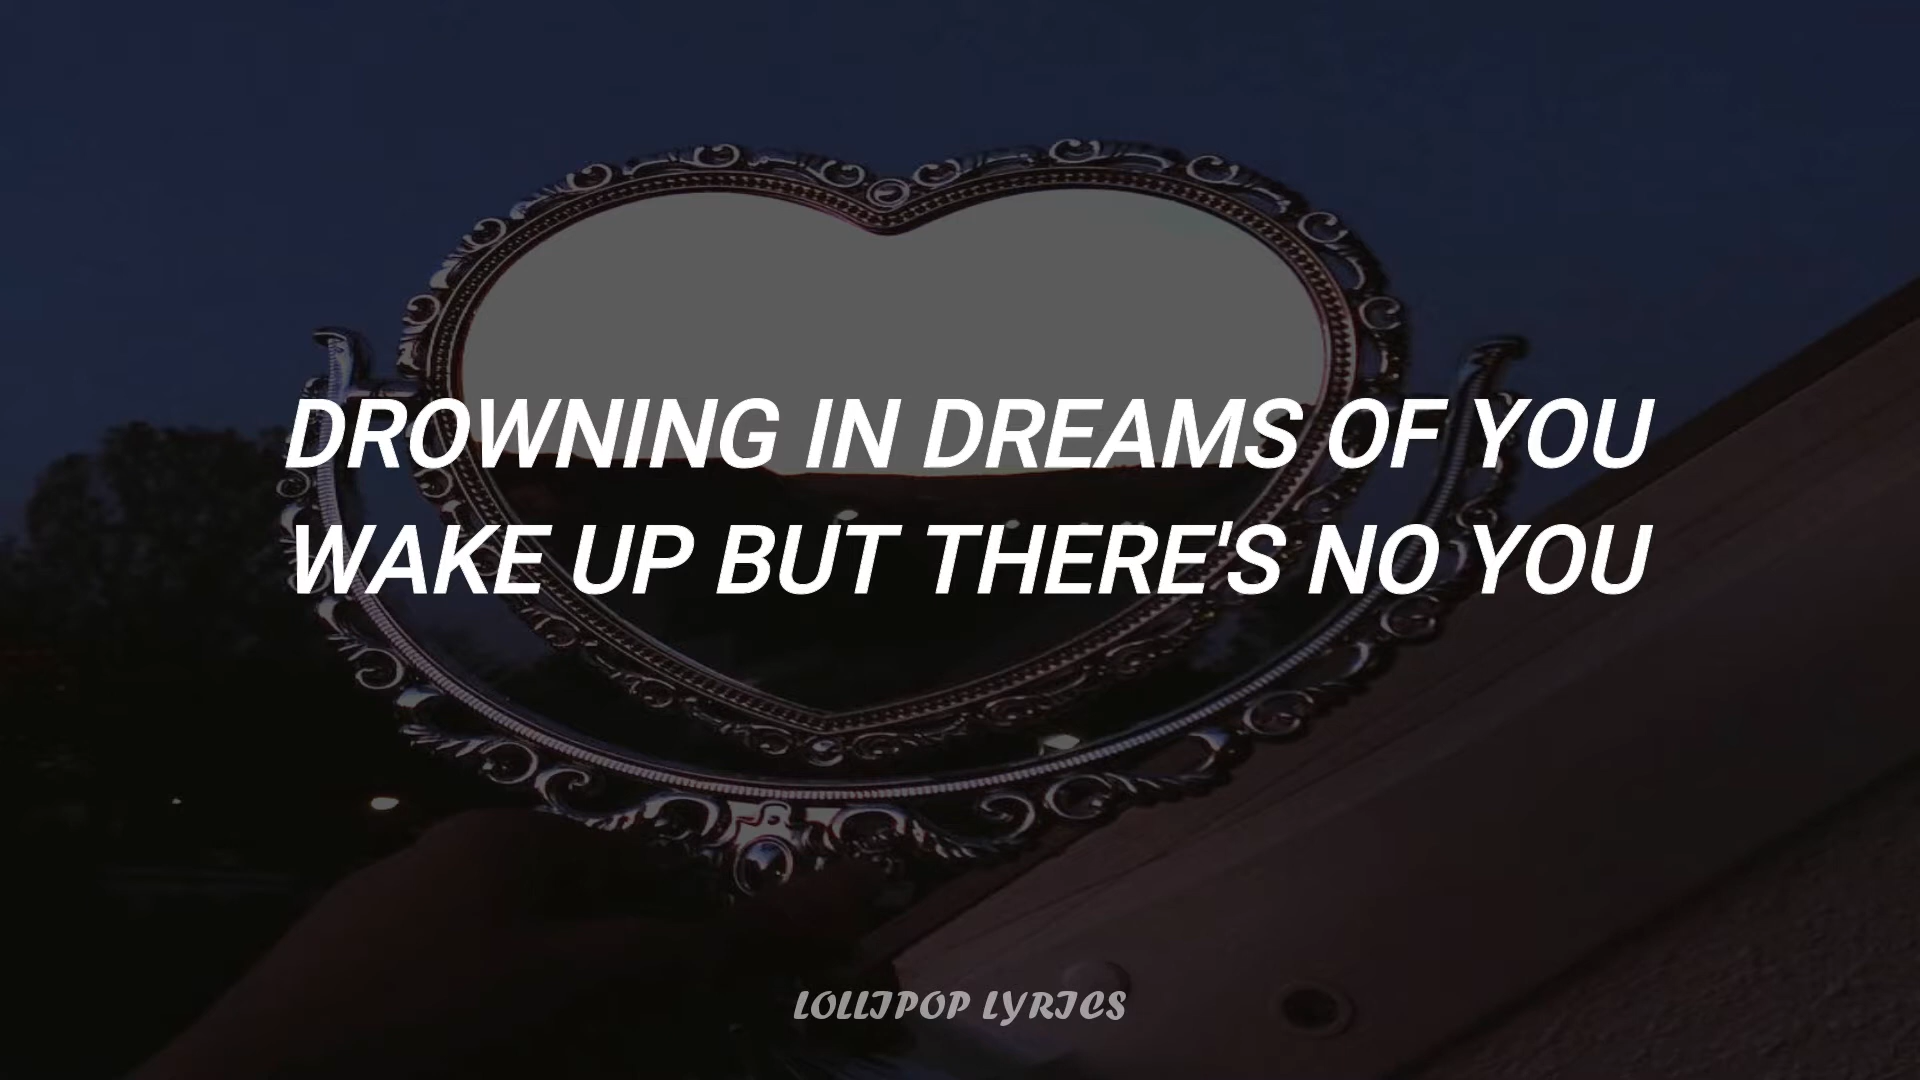 DROWNING IN DREAMS OF YOU
WAKE UP BUT THERE'S NO YOU
LOLLIPOP LYRICS